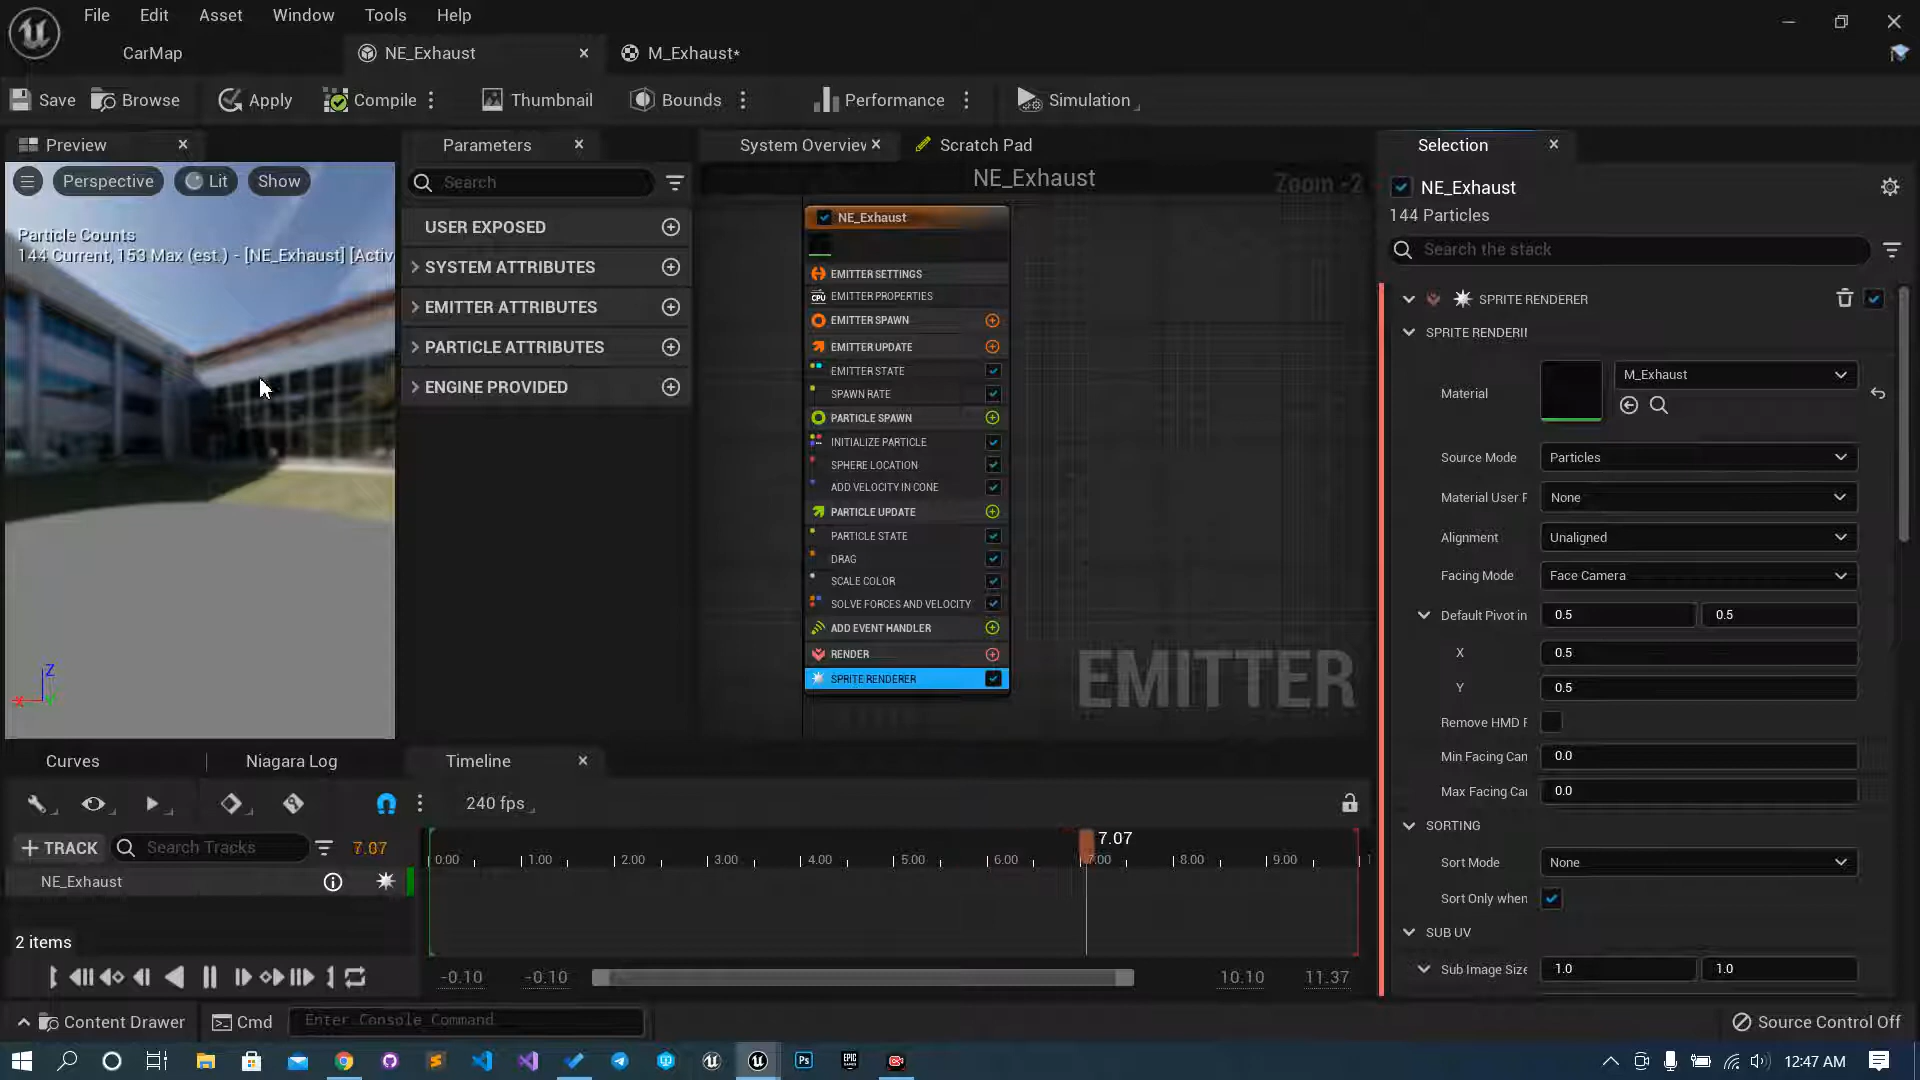 File Edit Asset Window Tools Help
CarMap NE_Exhaust M_Exhaust*
Save Browse Apply Compile Thumbnail Bounds Performance Simulation
Preview Parameters System Overview Scratch Pad Selection
Perspective Lit Show
Particle Counts
144 Current, 153 Max (est.) - [NE_Exhaust] [Activ
Search
USER EXPOSED
SYSTEM ATTRIBUTES
EMITTER ATTRIBUTES
PARTICLE ATTRIBUTES
ENGINE PROVIDED
NE_Exhaust
Zoom -2
NE_Exhaust
EMITTER SETTINGS
CPU EMITTER PROPERTIES
EMITTER SPAWN
EMITTER UPDATE
EMITTER STATE
SPAWN RATE
PARTICLE SPAWN
INITIALIZE PARTICLE
SPHERE LOCATION
ADD VELOCITY IN CONE
PARTICLE UPDATE
PARTICLE STATE
DRAG
SCALE COLOR
SOLVE FORCES AND VELOCITY
ADD EVENT HANDLER
RENDER
SPRITE RENDERER
EMITTER
NE_Exhaust
144 Particles
Search the stack
SPRITE RENDERER
SPRITE RENDERIN
Material M_Exhaust
Source Mode Particles
Material User F None
Alignment Unaligned
Facing Mode Face Camera
Default Pivot in 0.5 0.5
X 0.5
Y 0.5
Remove HMD F
Min Facing Can 0.0
Max Facing Car 0.0
SORTING
Sort Mode None
Sort Only when
SUB UV
Sub Image Size 1.0 1.0
Z
X
Y
Curves Niagara Log Timeline
240 fps
TRACK Search Tracks 7.07
7.07
0.00 1.00 2.00 3.00 4.00 5.00 6.00 7.00 8.00 9.00 1
NE_Exhaust
2 items
-0.10 -0.10 10.10 11.37
Content Drawer Cmd Enter Console Command Source Control Off
Ps EPIC GAMES 12:47 AM